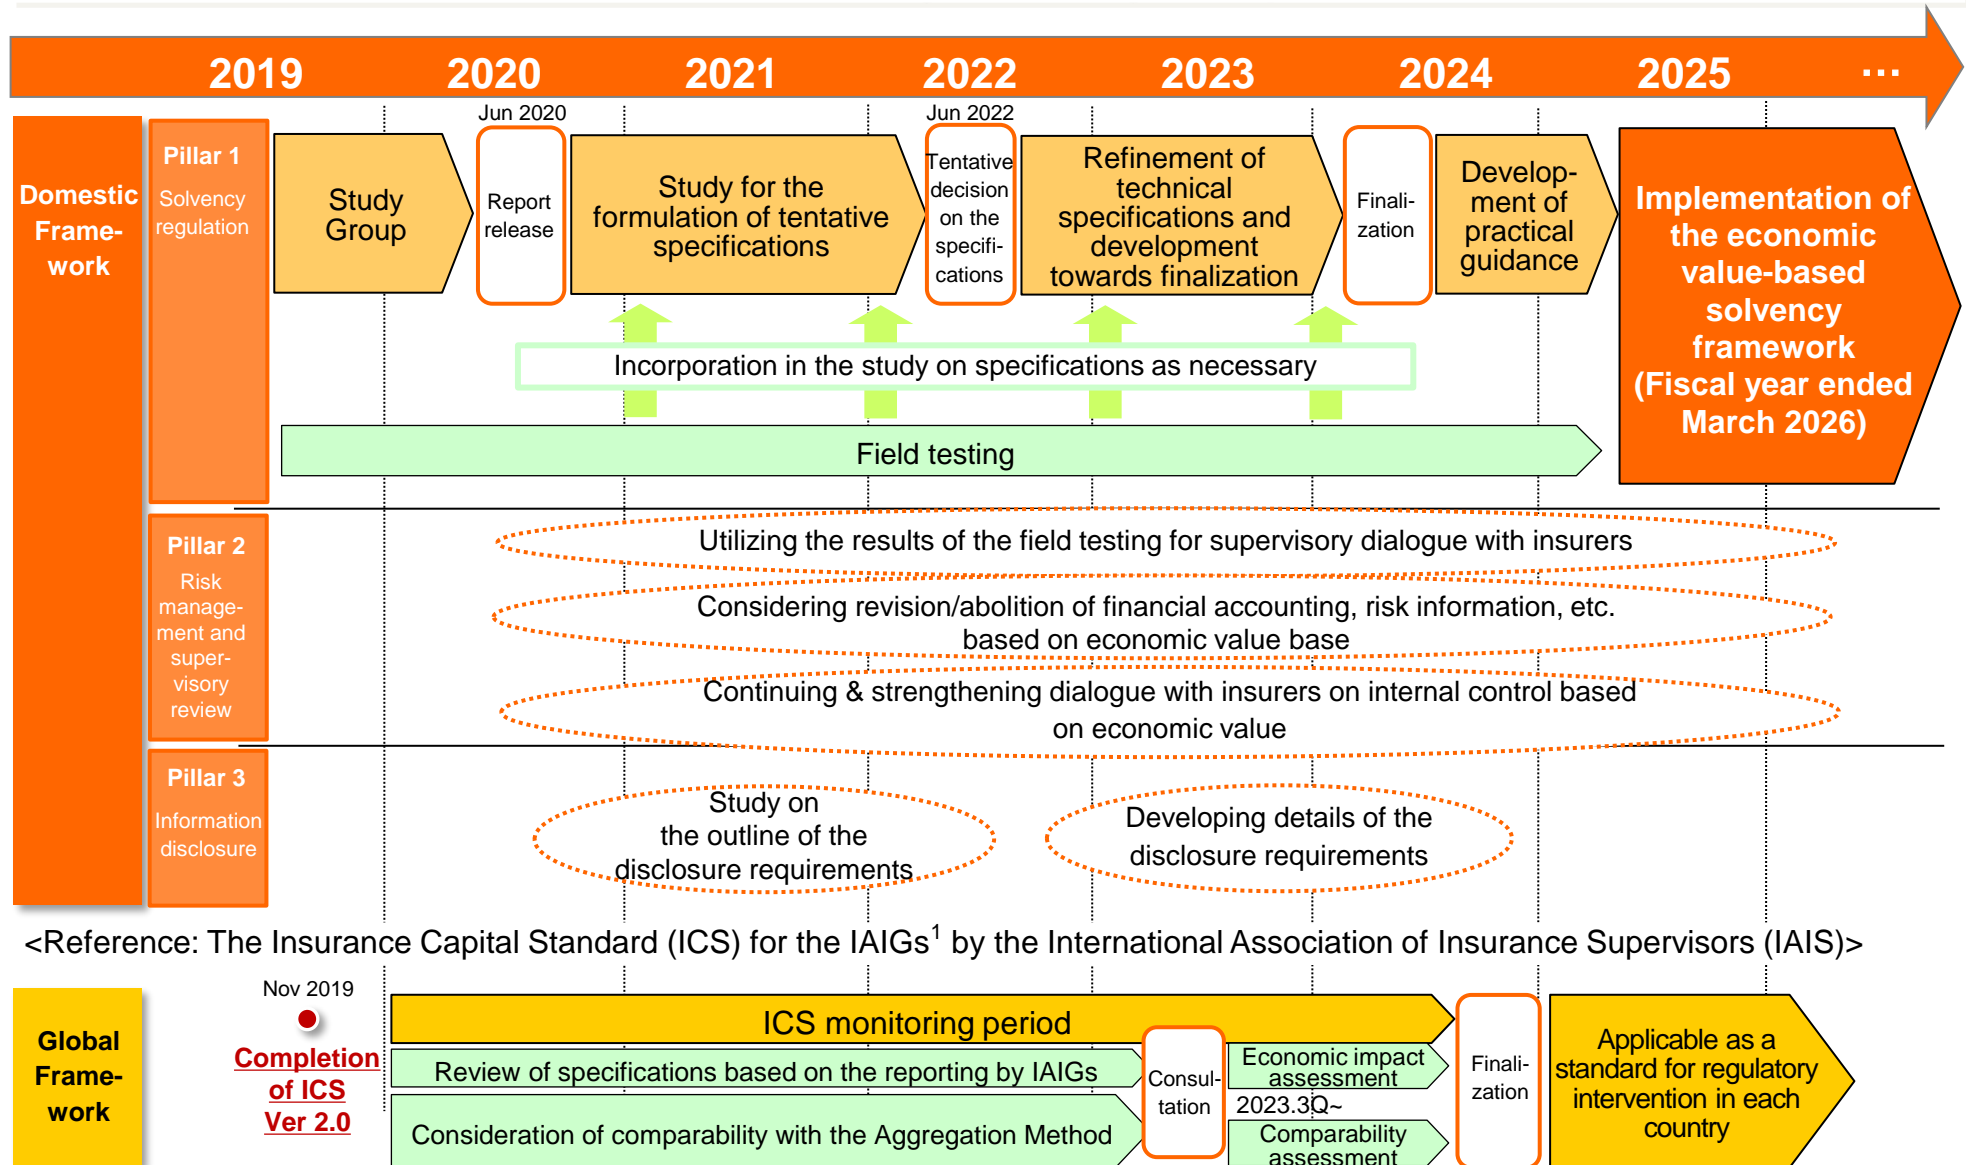 2019 2020 2021 2022 2023 2024 2025 ...
Domestic
Frame-
work
Pillar 1
Solvency
regulation
Study
Group
Jun 2020
Report
release
Study for the
formulation of tentative
specifications
Jun 2022
Tentative
decision
on the
specifi-
cations
Refinement of
technical
specifications and
development
towards finalization
Finali-
zation
Develop-
ment of
practical
guidance
Implementation of
the economic
value-based
solvency
framework
(Fiscal year ended
March 2026)
Incorporation in the study on specifications as necessary
Field testing
Pillar 2
Risk
manage-
ment and
super-
visory
review
Utilizing the results of the field testing for supervisory dialogue with insurers
Considering revision/abolition of financial accounting, risk information, etc.
based on economic value base
Continuing & strengthening dialogue with insurers on internal control based
on economic value
Pillar 3
Information
disclosure
Study on
the outline of the
disclosure requirements
Developing details of the
disclosure requirements
<Reference: The Insurance Capital Standard (ICS) for the IAIGs1 by the International Association of Insurance Supervisors (IAIS)>
Global
Frame-
work
Nov 2019
Completion
of ICS
Ver 2.0
ICS monitoring period
Review of specifications based on the reporting by IAIGs
Consideration of comparability with the Aggregation Method
Consul-
tation
Economic impact
assessment
2023.3Q~
Comparability
assessment
Finali-
zation
Applicable as a
standard for regulatory
intervention in each
country